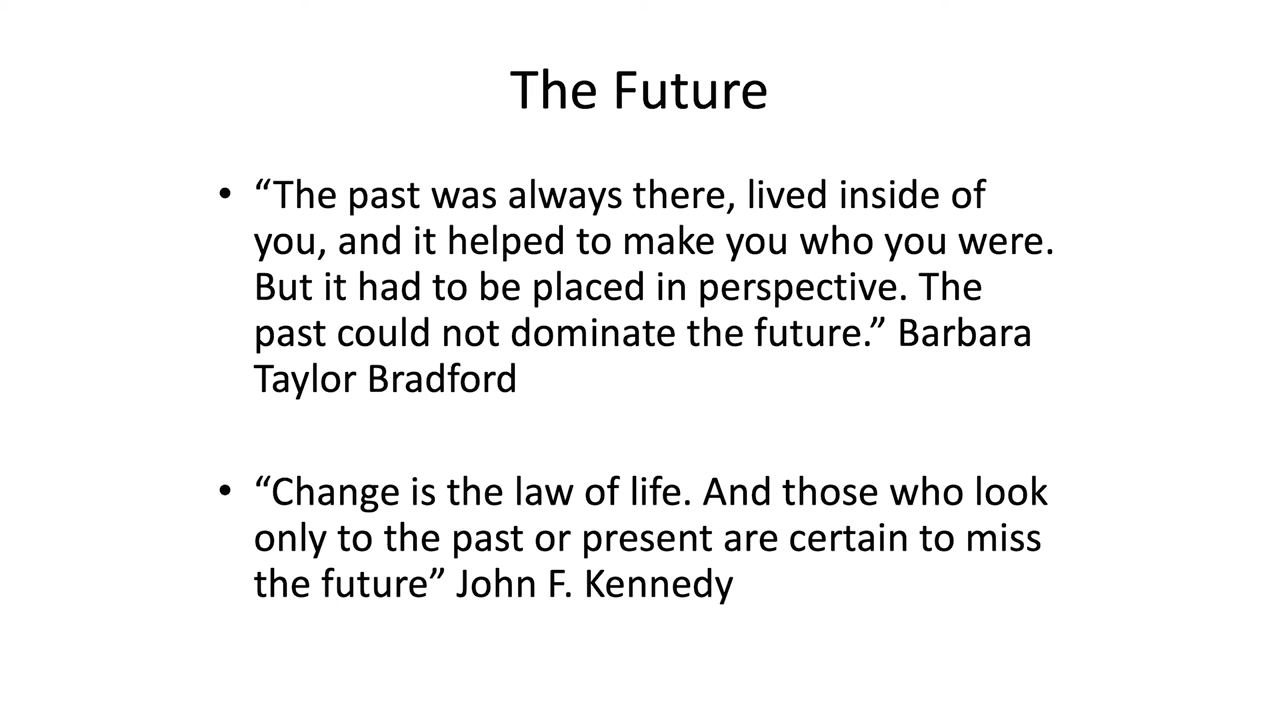 The Future
• “The past was always there, lived inside of
you, and it helped to make you who you were.
But it had to be placed in perspective. The
past could not dominate the future.” Barbara
Taylor Bradford
• “Change is the law of life. And those who look
only to the past or present are certain to miss
the future” John F. Kennedy